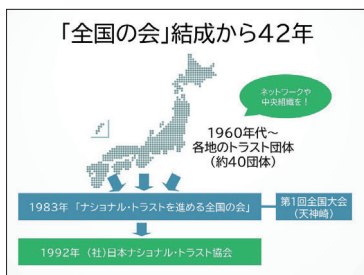 「全国の会」結成から42年
ネットワークや
中央組織を！
1960年代～
各地のトラスト団体
（約40団体）
1983年「ナショナル・トラストを進める全国の会」
第1回全国大会
（天神崎）
1992年（社）日本ナショナル・トラスト協会